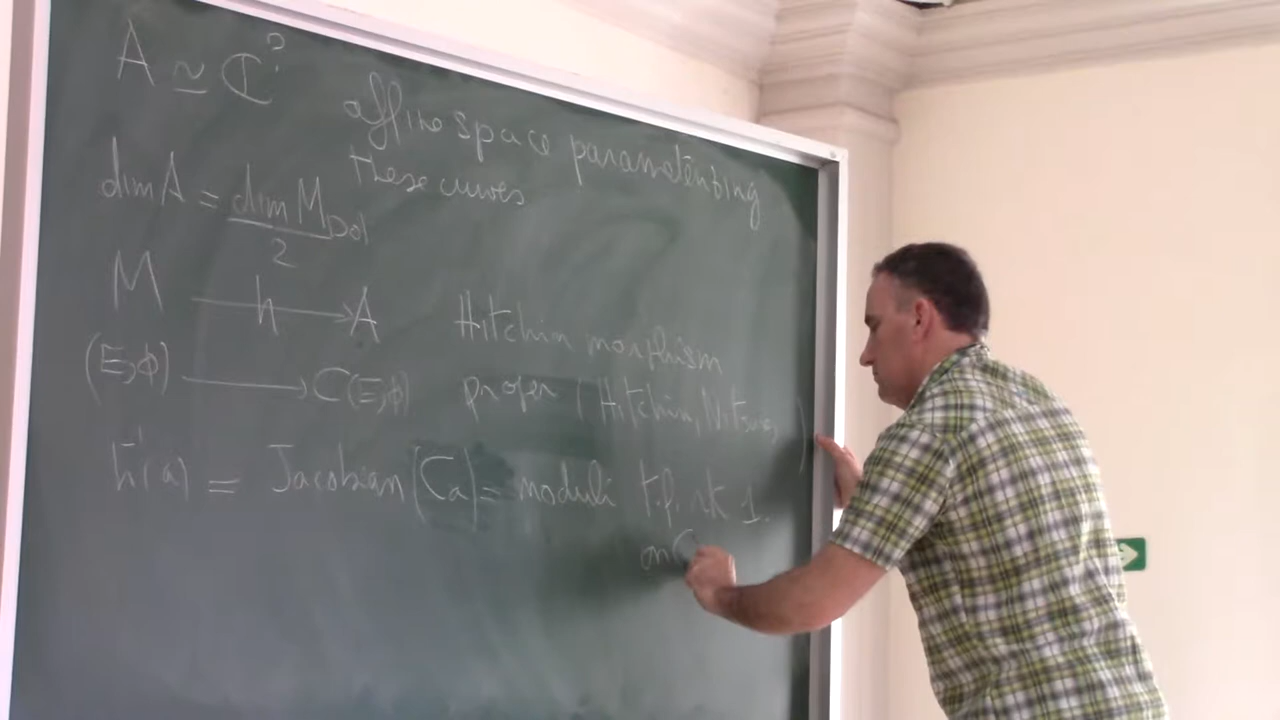 A ≃ ℂ^?
affine space parametrizing
these curves
dim A = dim M_Dol / 2
M —h→ A Hitchin morphism
(E,ϕ) ⟶ C(E,ϕ) proper (Hitchin, Nitsure, )
h⁻¹(a) = Jacobian (Ca) = moduli t.f. rk 1.
on C